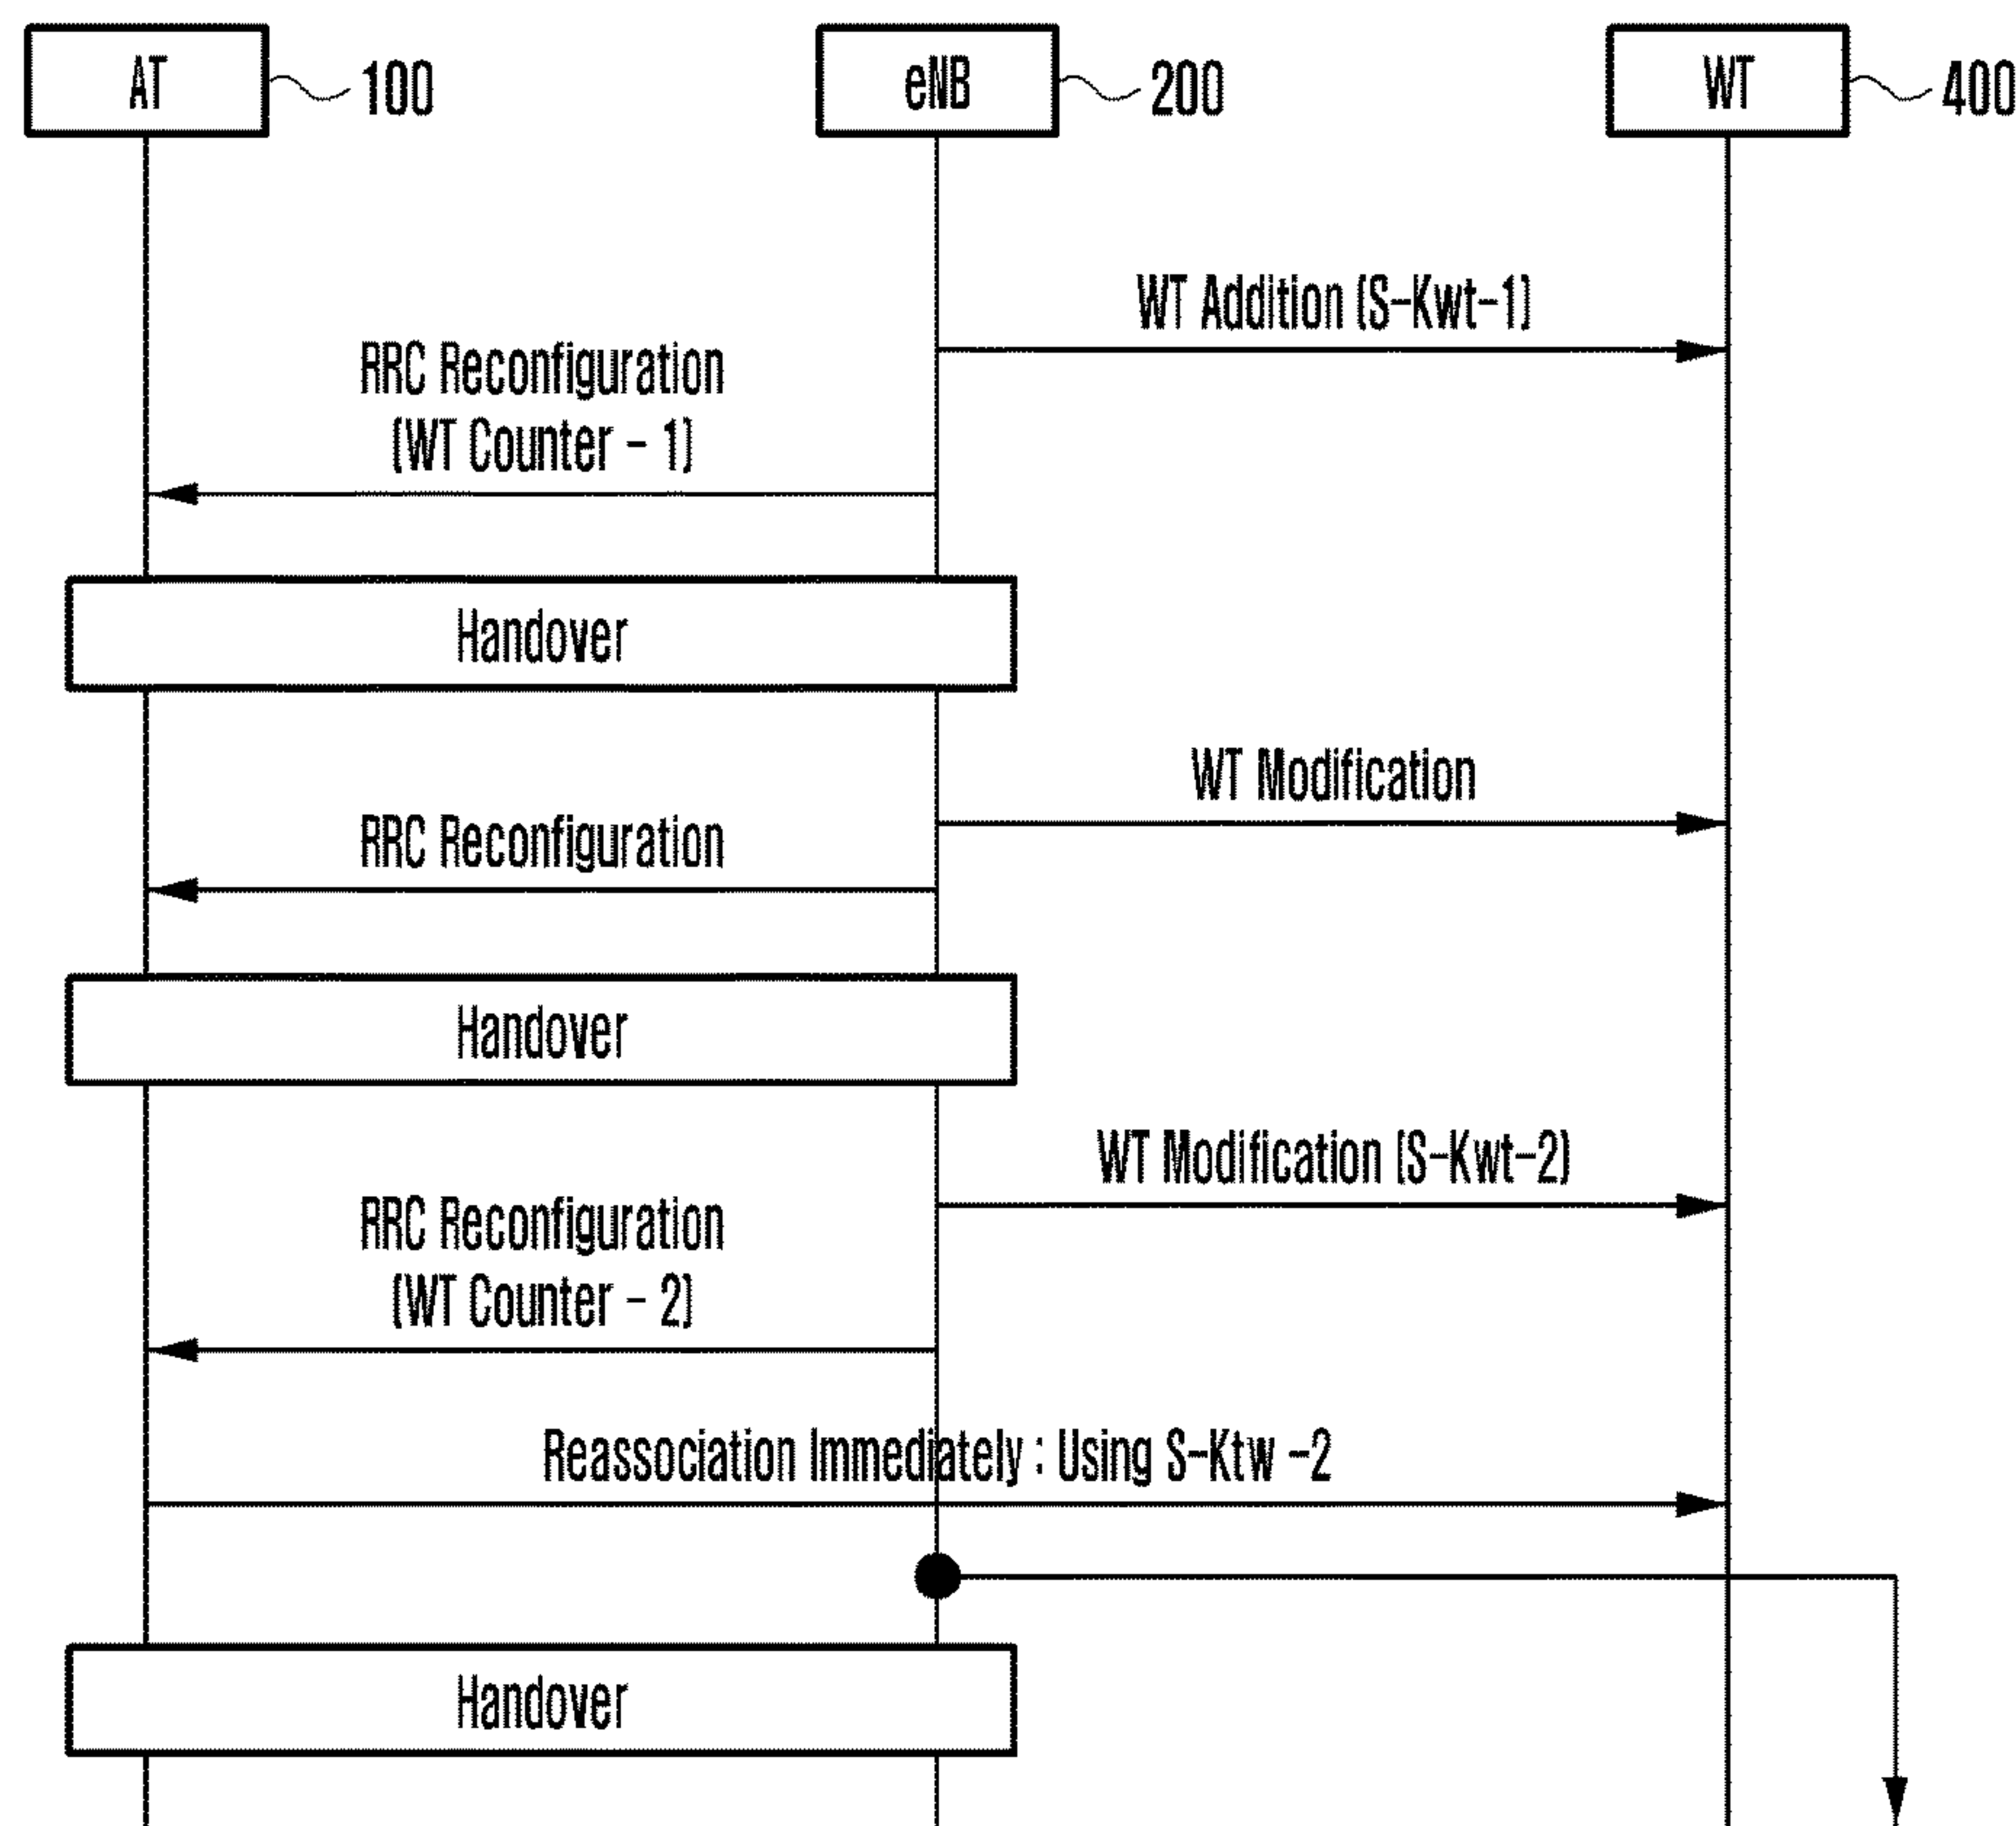 AT 100 eNB 200 WT 400
WT Addition (S-Kwt-1)
RRC Reconfiguration
(WT Counter - 1)
Handover
WT Modification
RRC Reconfiguration
Handover
WT Modification (S-Kwt-2)
RRC Reconfiguration
(WT Counter - 2)
Reassociation Immediately : Using S-Ktw -2
Handover